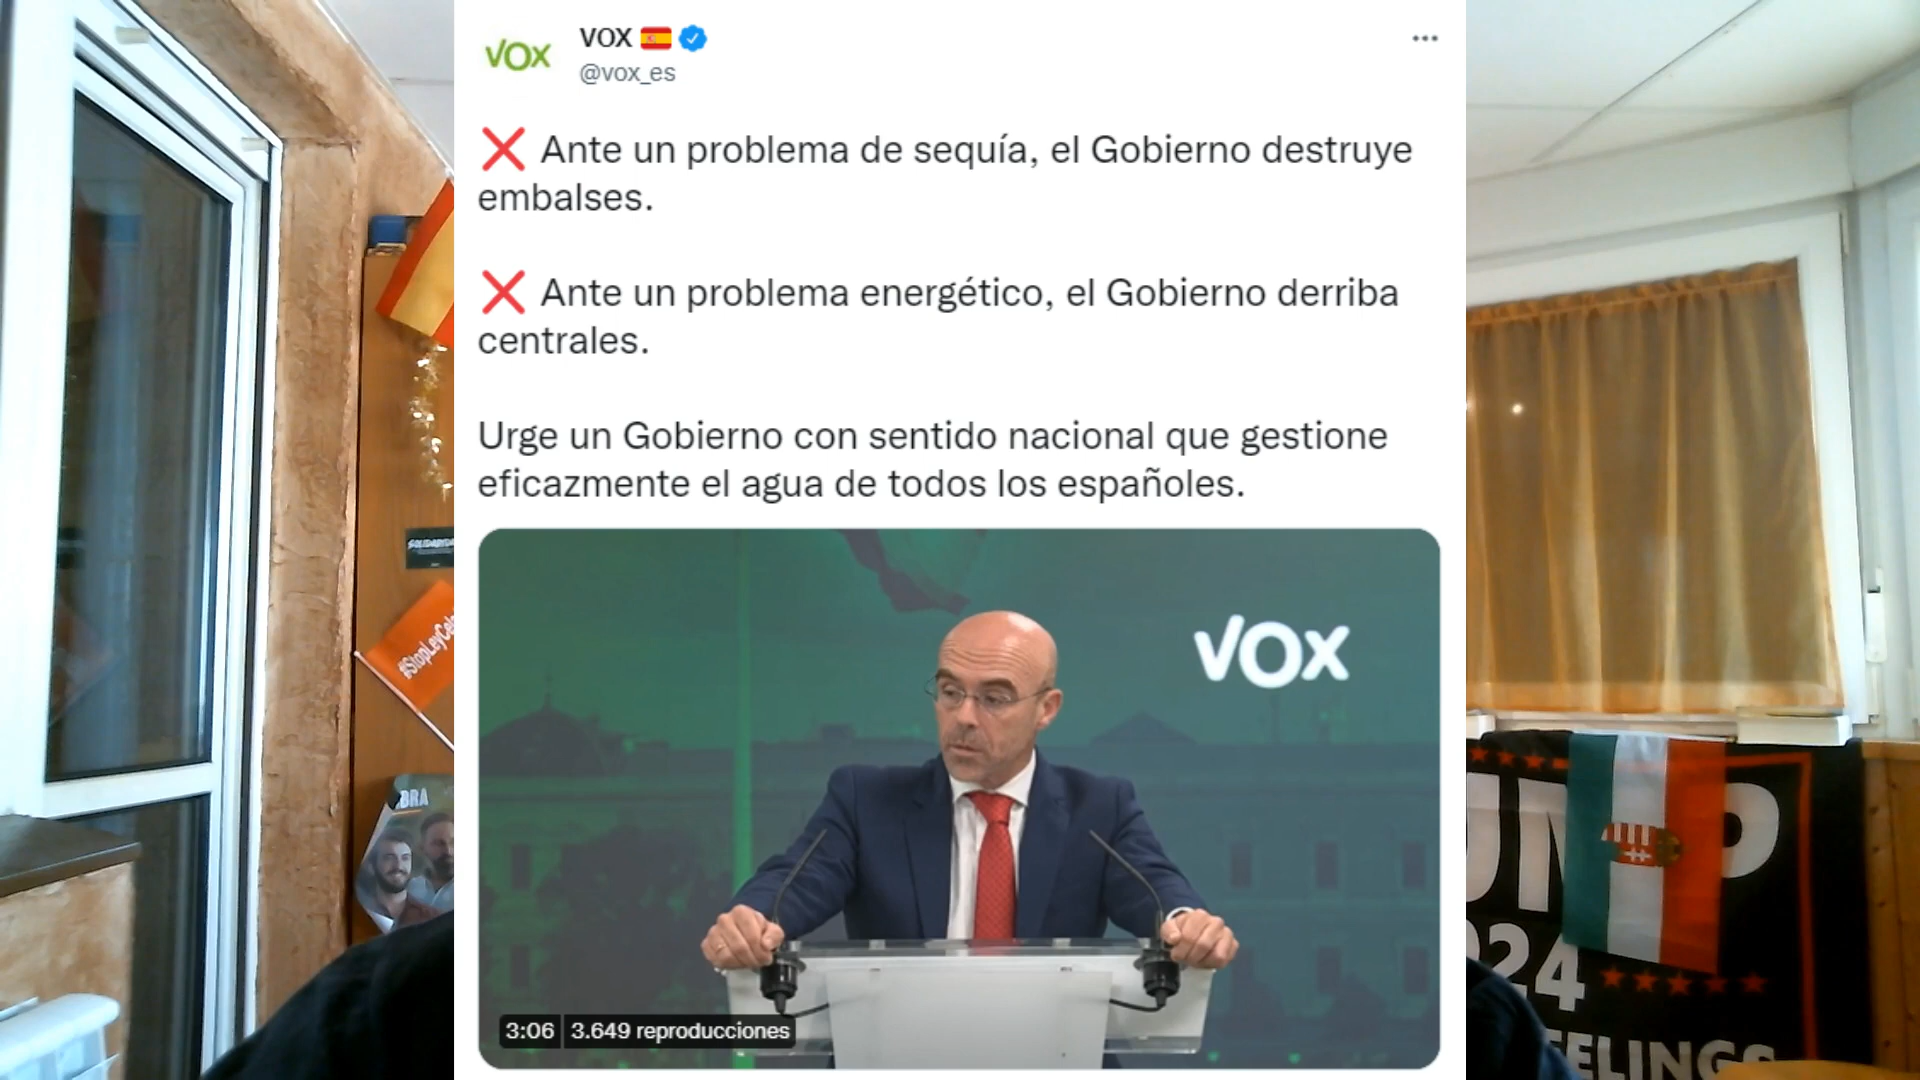 VOX
VOX
@vox_es
❌ Ante un problema de sequía, el Gobierno destruye
embalses.
❌ Ante un problema energético, el Gobierno derriba
centrales.
Urge un Gobierno con sentido nacional que gestione
eficazmente el agua de todos los españoles.
VOX
3:06
3.649 reproducciones
#StopLeyCel